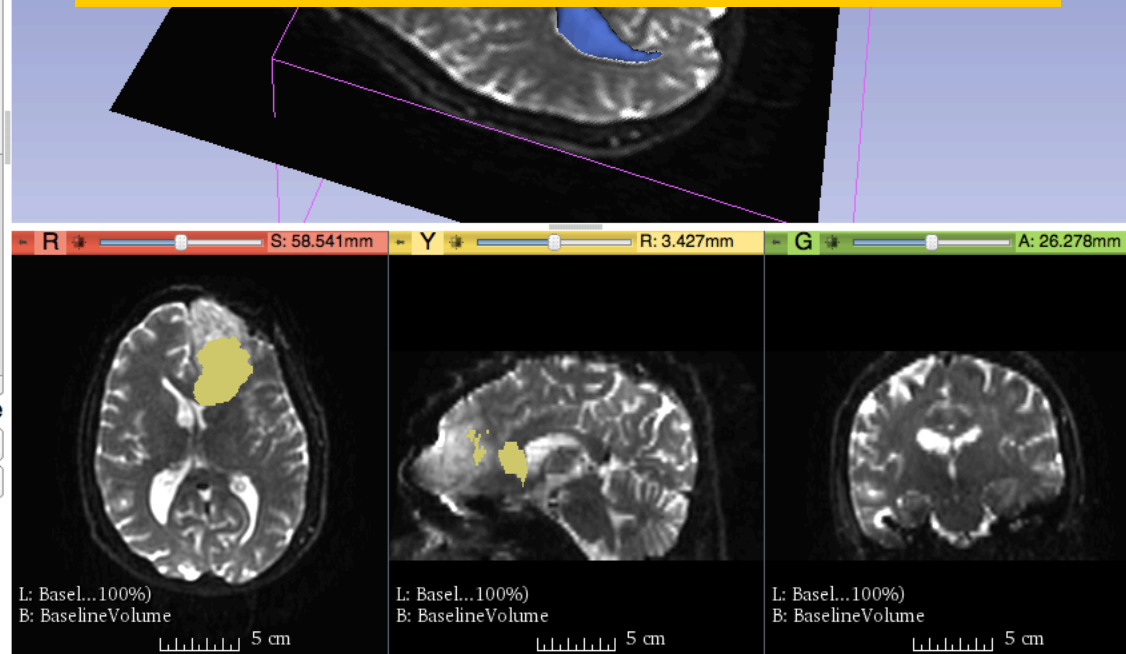 R S: 58.541mm
Y R: 3.427mm
G A: 26.278mm
L: Basel...100%)
B: BaselineVolume
5 cm
L: Basel...100%)
B: BaselineVolume
5 cm
L: Basel...100%)
B: BaselineVolume
5 cm